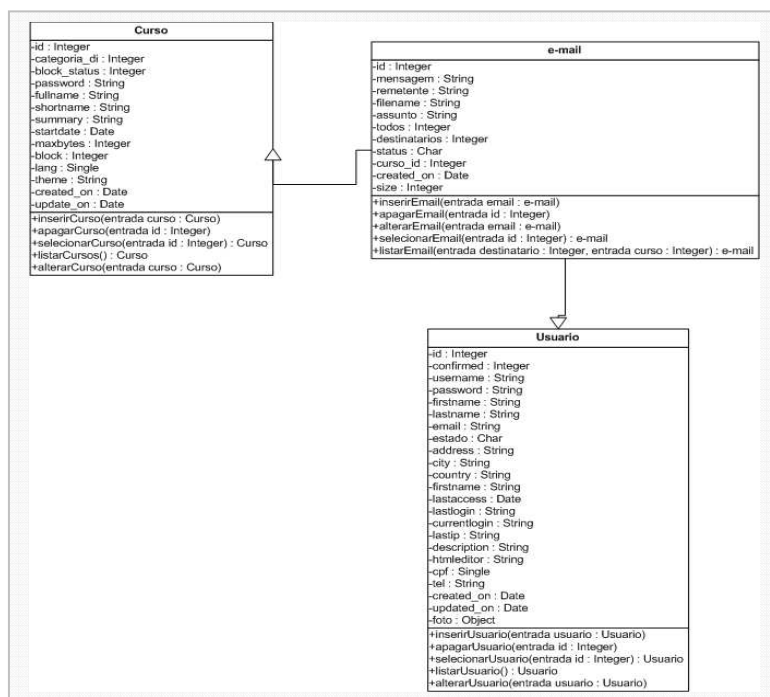 Curso
-id : Integer
-categoria_di : Integer
-block_status : Integer
-password : String
-fullname : String
-shortname : String
-summary : String
-startdate : Date
-maxbytes : Integer
-block : Integer
-lang : Single
-theme : String
-created_on : Date
-update_on : Date
+inserirCurso(entrada curso : Curso)
+apagarCurso(entrada id : Integer)
+selecionarCurso(entrada id : Integer) : Curso
+listarCursos() : Curso
+alterarCurso(entrada curso : Curso)
e-mail
-id : Integer
-mensagem : String
-remetente : String
-filename : String
-assunto : String
-todos : Integer
-destinatarios : Integer
-status : Char
-curso_id : Integer
-created_on : Date
-size : Integer
+inserirEmail(entrada email : e-mail)
+apagarEmail(entrada id : Integer)
+alterarEmail(entrada email : e-mail)
+selecionarEmail(entrada id : Integer) : e-mail
+listarEmail(entrada destinatario : Integer, entrada curso : Integer) : e-mail
Usuario
-id : Integer
-confirmed : Integer
-username : String
-password : String
-firstname : String
-lastname : String
-email : String
-estado : Char
-address : String
-city : String
-country : String
-firstname : String
-lastaccess : Date
-lastlogin : String
-currentlogin : String
-lastip : String
-description : String
-htmleditor : String
-cpf : Single
-tel : String
-created_on : Date
-updated_on : Date
-foto : Object
+inserirUsuario(entrada usuario : Usuario)
+apagarUsuario(entrada id : Integer)
+selecionarUsuario(entrada id : Integer) : Usuario
+listarUsuario() : Usuario
+alterarUsuario(entrada usuario : Usuario)